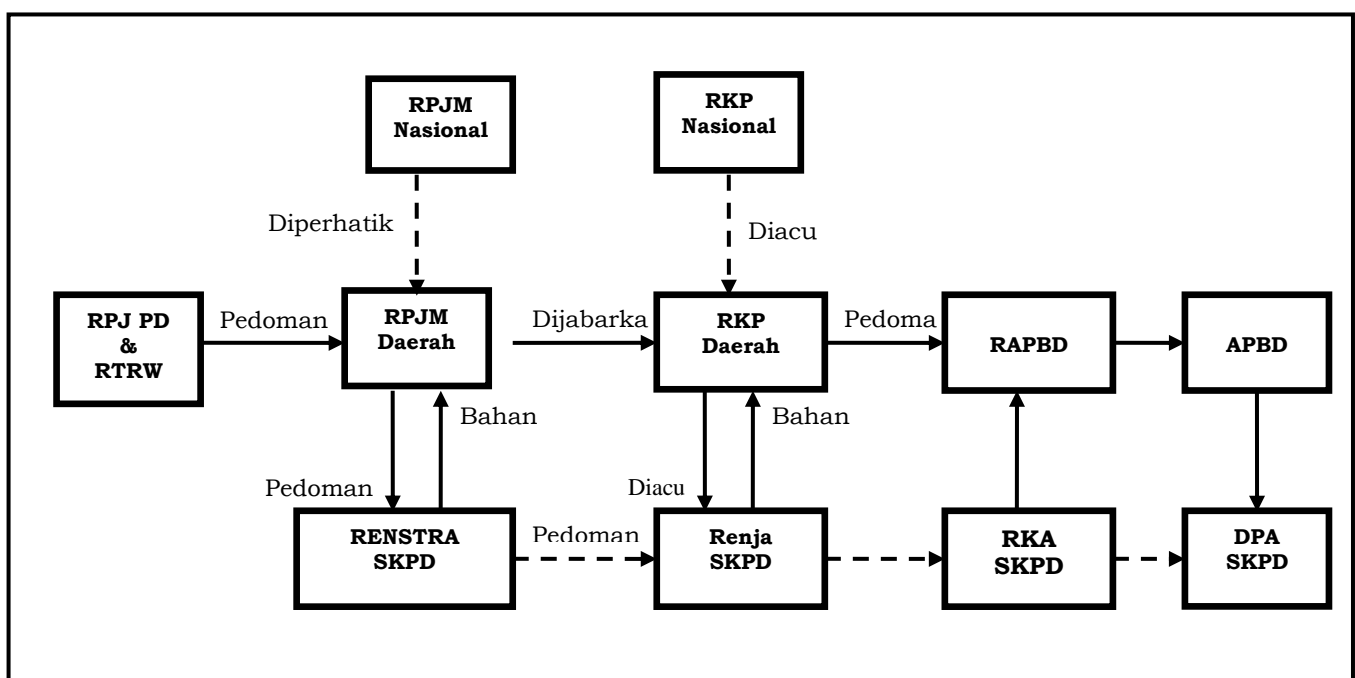 RPJM
Nasional
RKP
Nasional
Diperhatik
Diacu
RPJ PD
&
RTRW
Pedoman
RPJM
Daerah
Dijabarka
RKP
Daerah
Pedoma
RAPBD
APBD
Bahan
Bahan
Pedoman
Diacu
RENSTRA
SKPD
Pedoman
Renja
SKPD
RKA
SKPD
DPA
SKPD